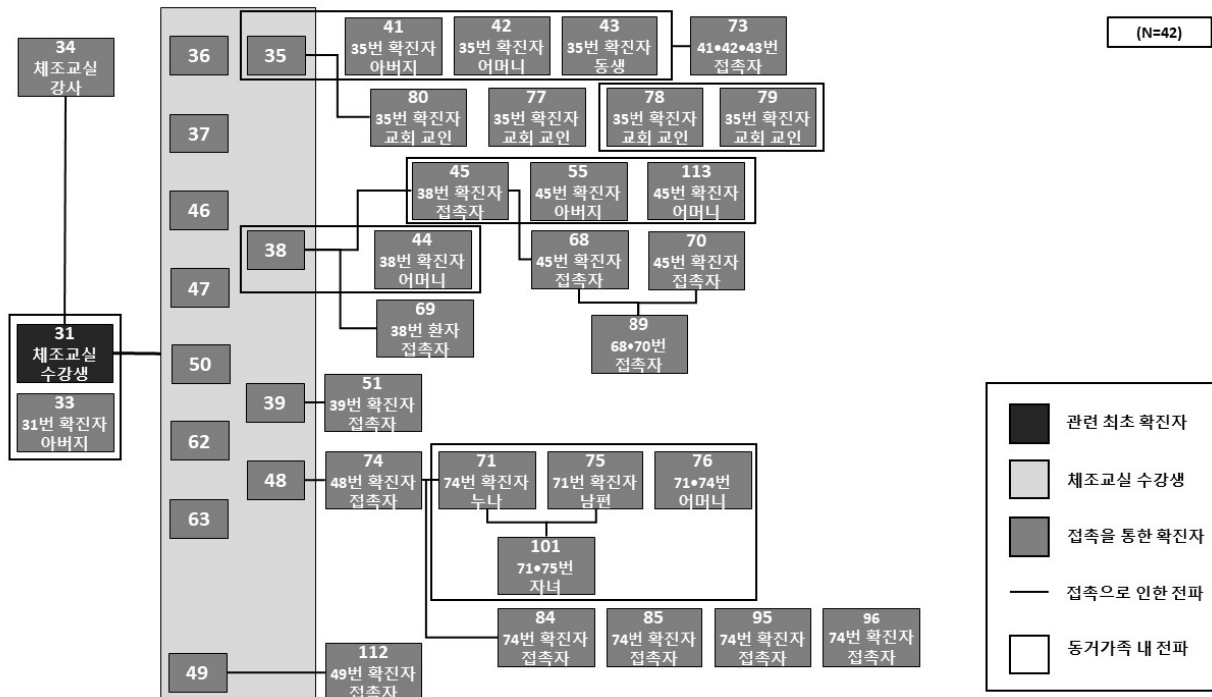 (N=42)
34
체조교실
강사
31
체조교실
수강생
33
31번 확진자
아버지
36
37
46
47
50
62
63
49
35
38
39
48
41
35번 확진자
아버지
42
35번 확진자
어머니
43
35번 확진자
동생
73
41•42•43번
접촉자
80
35번 확진자
교회 교인
77
35번 확진자
교회 교인
78
35번 확진자
교회 교인
79
35번 확진자
교회 교인
45
38번 확진자
접촉자
55
45번 확진자
아버지
113
45번 확진자
어머니
44
38번 확진자
어머니
68
45번 확진자
접촉자
70
45번 확진자
접촉자
69
38번 환자
접촉자
89
68•70번
접촉자
51
39번 확진자
접촉자
74
48번 확진자
접촉자
71
74번 확진자
누나
75
71번 확진자
남편
76
71•74번
어머니
101
71•75번
자녀
84
74번 확진자
접촉자
85
74번 확진자
접촉자
95
74번 확진자
접촉자
96
74번 확진자
접촉자
112
49번 확진자
접촉자
관련 최초 확진자
체조교실 수강생
접촉을 통한 확진자
접촉으로 인한 전파
동거가족 내 전파